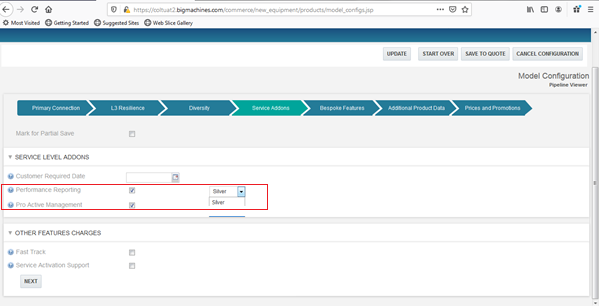 https://coltuat2.bigmachines.com/commerce/new_equipment/products/model_configs.jsp
Most Visited Getting Started Suggested Sites Web Slice Gallery
UPDATE START OVER SAVE TO QUOTE CANCEL CONFIGURATION
Model Configuration
Pipeline Viewer
Primary Connection L3 Resilience Diversity Service Addons Bespoke Features Additional Product Data Prices and Promotions
Mark for Partial Save
SERVICE LEVEL ADDONS
Customer Required Date
Performance Reporting Silver
Silver
Pro Active Management
OTHER FEATURES CHARGES
Fast Track
Service Activation Support
NEXT